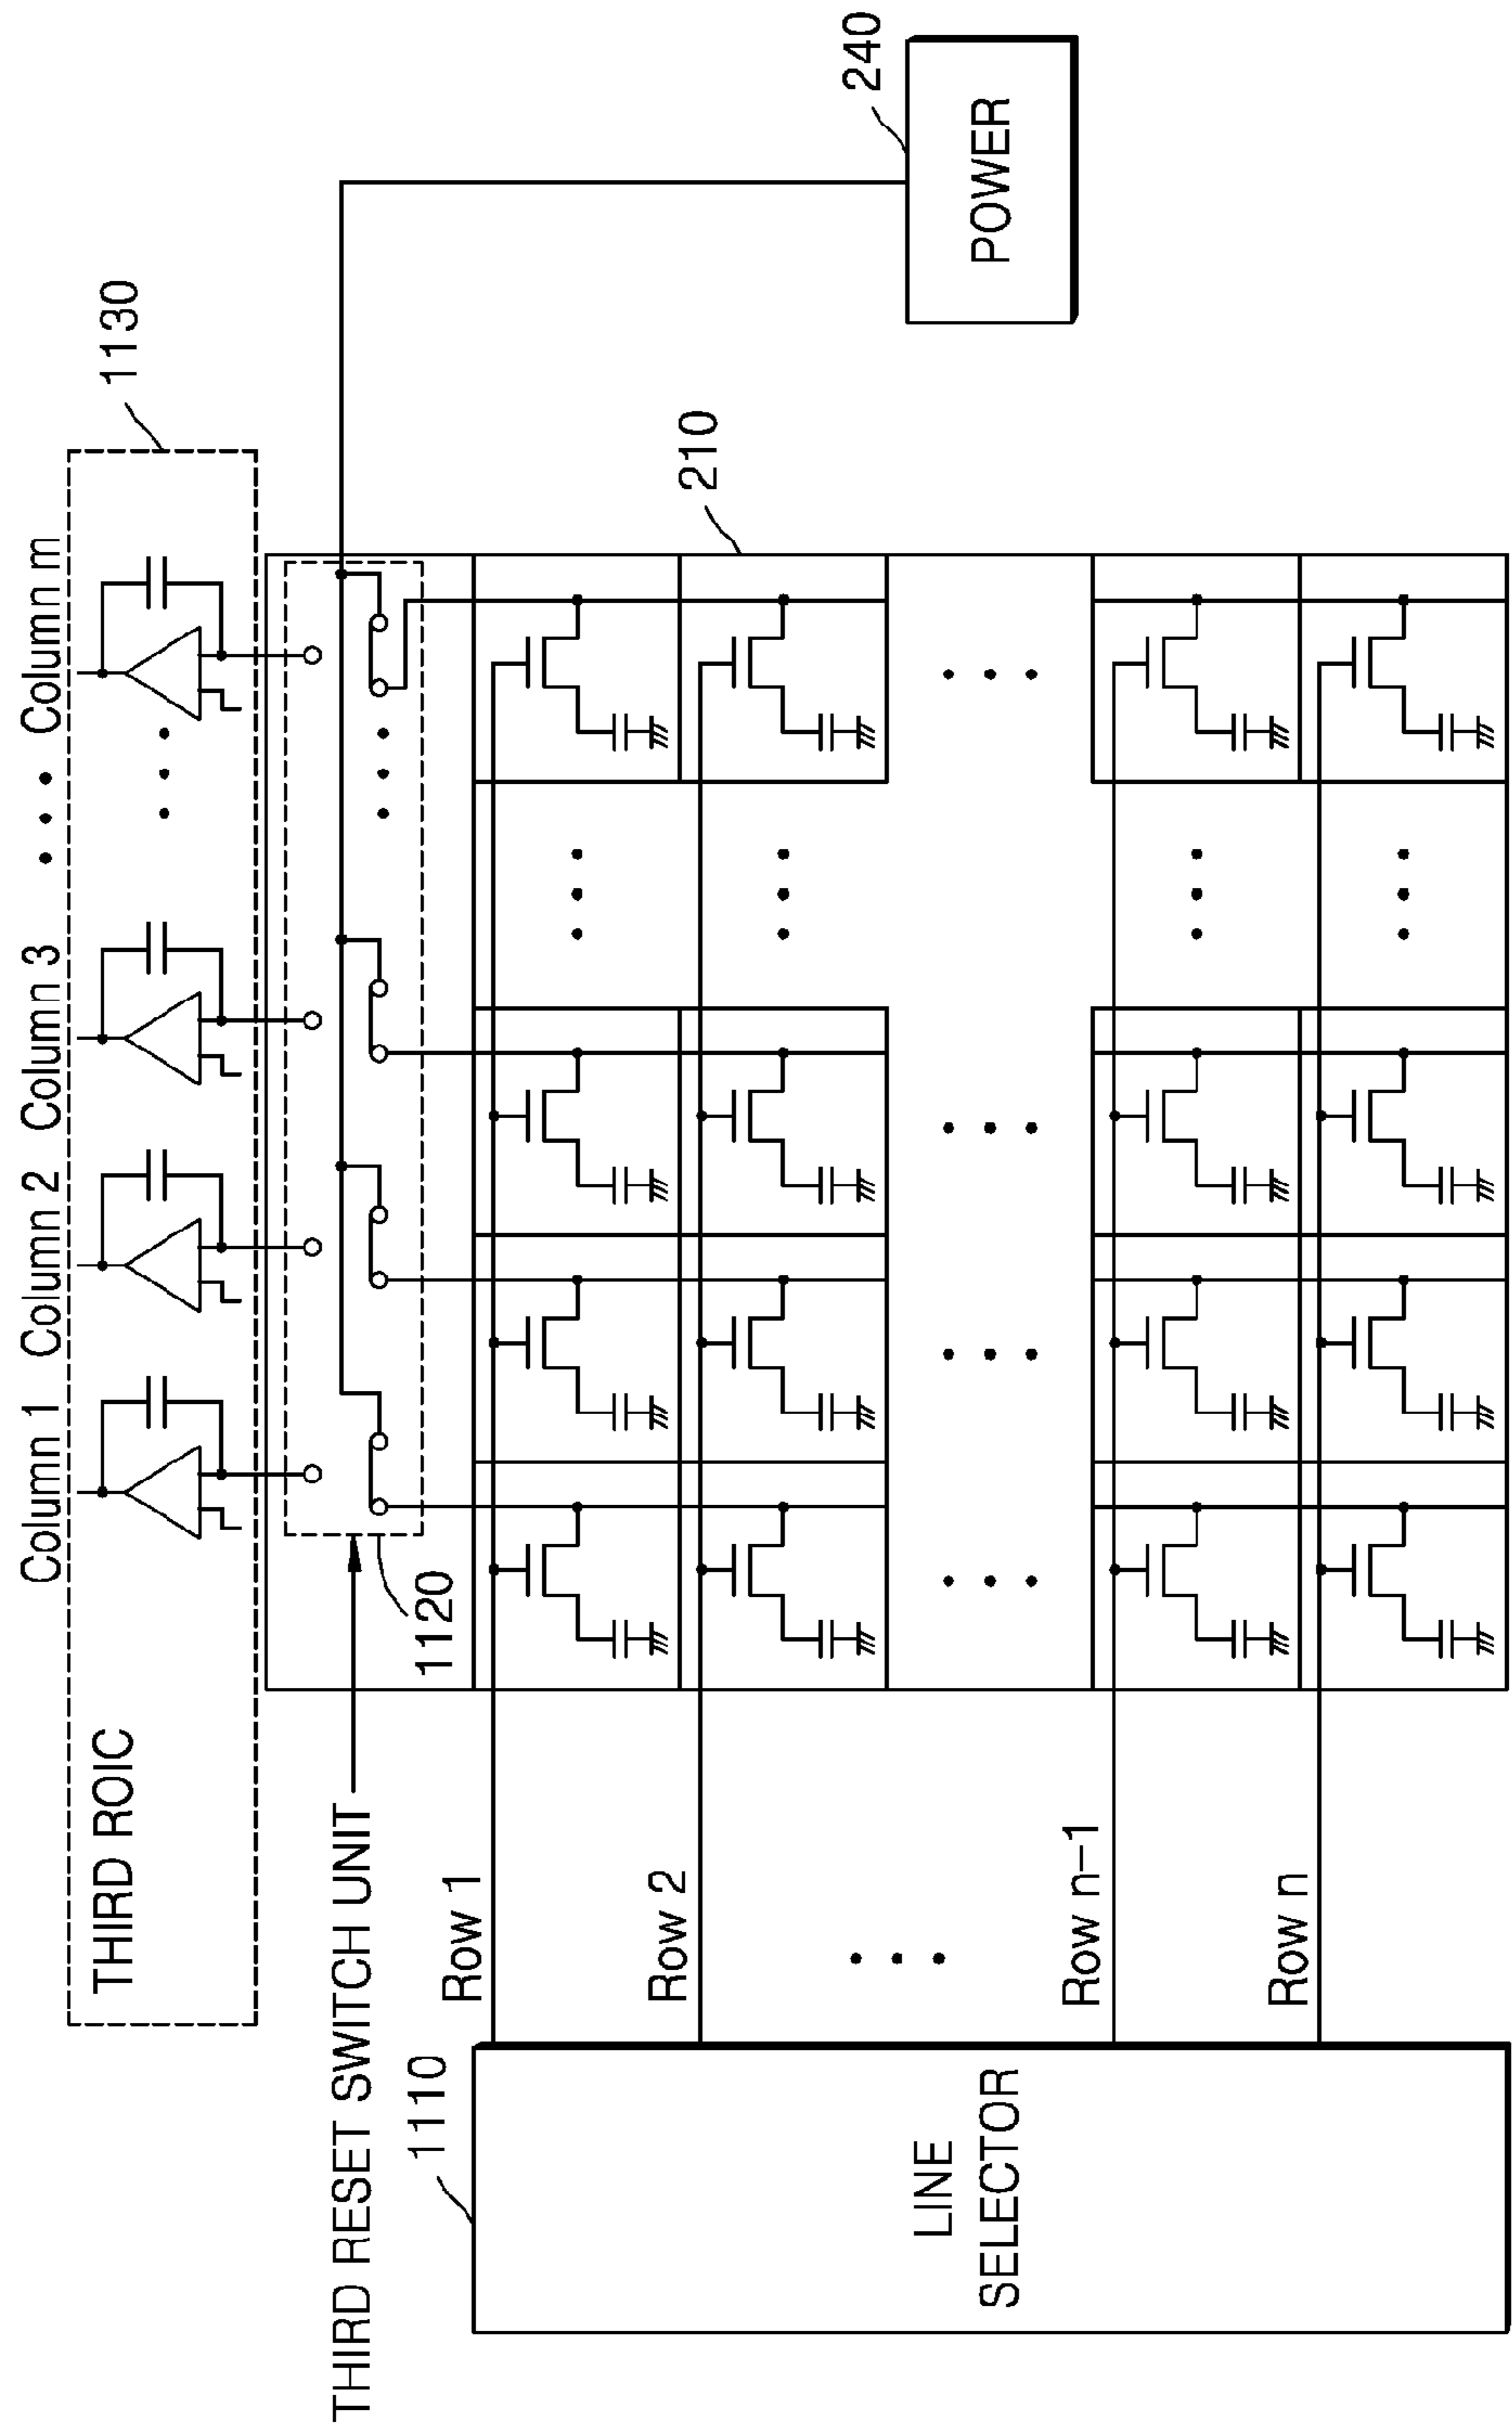 Column 1 Column 2 Column 3 ••• Column m
THIRD ROIC
1130
THIRD RESET SWITCH UNIT
1120
1110
Row 1
210
Row 2
240
LINE
SELECTOR
POWER
Row n-1
Row n